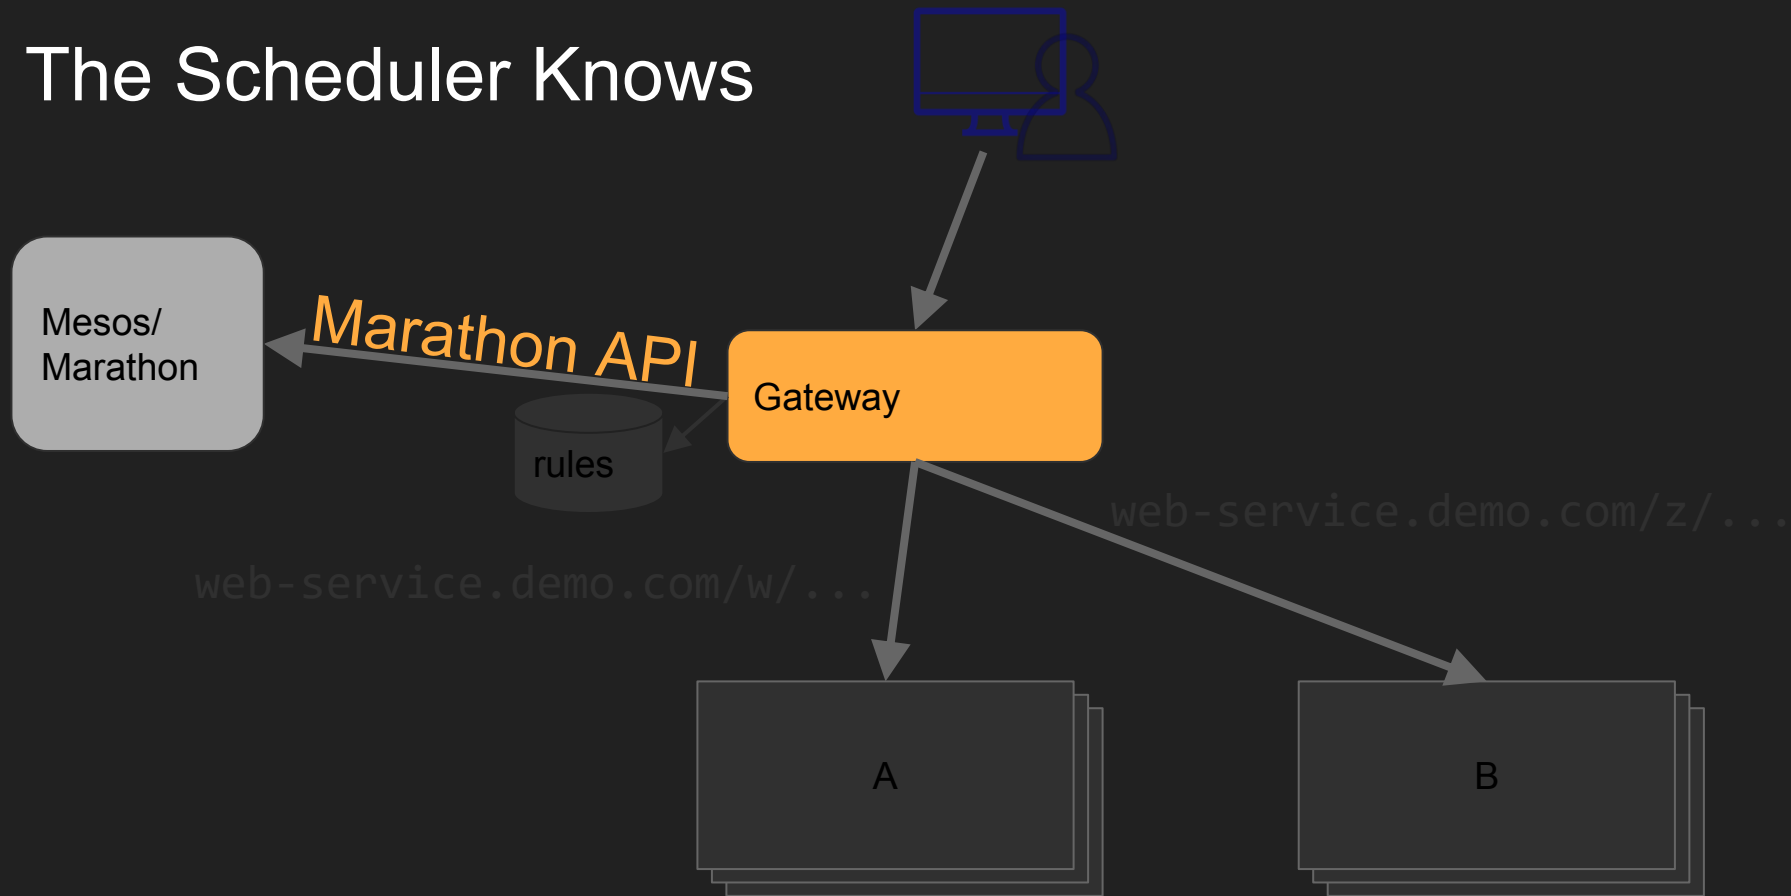 The Scheduler Knows
Mesos/
Marathon
Marathon API
Gateway
rules
web-service.demo.com/z/...
web-service.demo.com/w/...
A
B